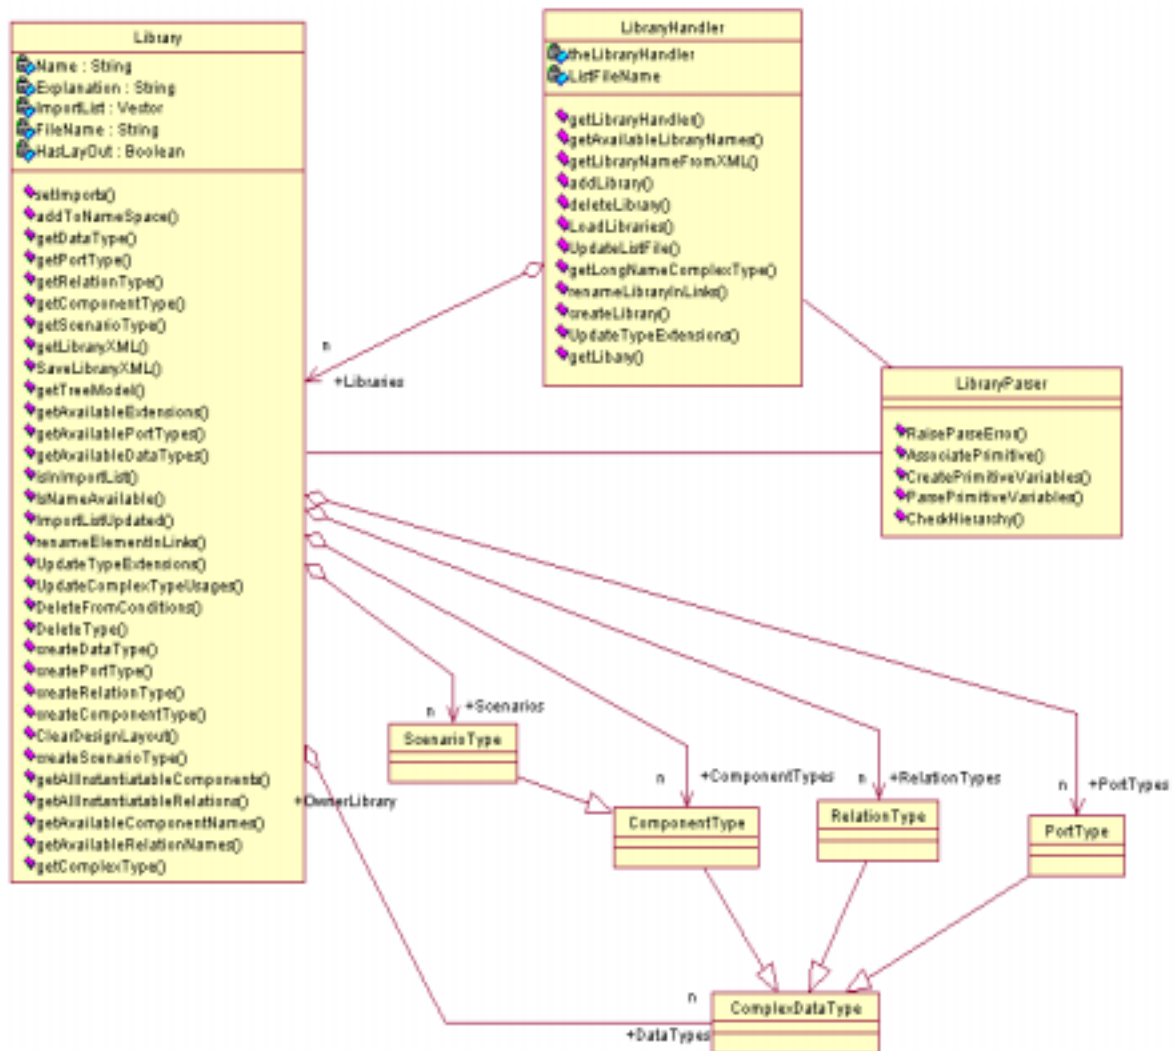 Library
Name : String
Explanation : String
ImportList : Vector
FileName : String
HasLayOut : Boolean
setImports()
addToNameSpace()
getDataType()
getPortType()
getRelationType()
getComponentType()
getScenarioType()
getLibraryXML()
SaveLibraryXML()
getTreeModel()
getAvailableExtensions()
getAvailablePortTypes()
getAvailableDataTypes()
isInImportList()
IsNameAvailable()
ImportListUpdated()
renameElementInLinks()
UpdateTypeExtensions()
UpdateComplexTypeUsages()
DeleteFromConditions()
DeleteType()
createDataType()
createPortType()
createRelationType()
createComponentType()
ClearDesignLayout()
createScenarioType()
getAllInstantiatableComponents()
getAllInstantiatableRelations()
getAvailableComponentNames()
getAvailableRelationNames()
getComplexType()
LibraryHandler
theLibraryHandler
ListFileName
getLibraryHandler()
getAvailableLibraryNames()
getLibraryNameFromXML()
addLibrary()
deleteLibrary()
LoadLibraries()
UpdateListFile()
getLongNameComplexType()
renameLibraryInLinks()
createLibrary()
UpdateTypeExtensions()
getLibary()
n
+Libraries
LibraryParser
RaiseParseError()
AssociatePrimitive()
CreatePrimitiveVariables()
ParsePrimitiveVariables()
CheckHierarchy()
n +Scenarios
ScenarioType
n +ComponentTypes
ComponentType
n +RelationTypes
RelationType
n +PortTypes
PortType
+OwnerLibrary
n
+DataTypes
ComplexDataType